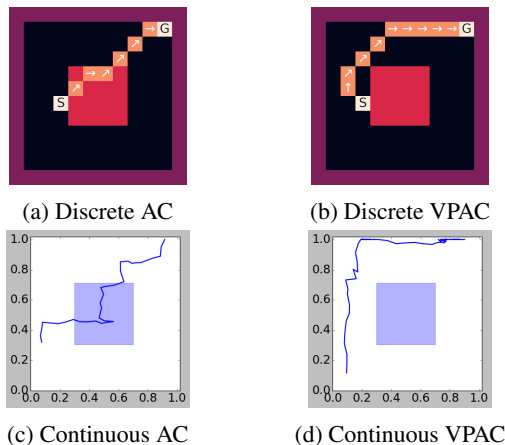 → G
↗
↗
→ ↗
↗
S
(a) Discrete AC
→ → → → → G
↗
↗
↗
↑
S
(b) Discrete VPAC
1.0
0.8
0.6
0.4
0.2
0.0
0.0 0.2 0.4 0.6 0.8 1.0
(c) Continuous AC
1.0
0.8
0.6
0.4
0.2
0.0
0.0 0.2 0.4 0.6 0.8 1.0
(d) Continuous VPAC